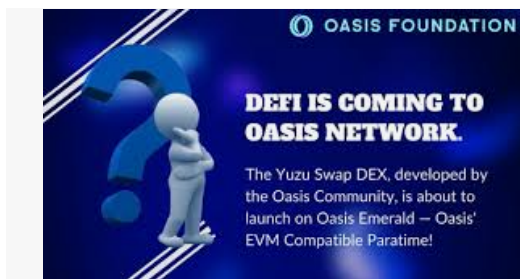 OASIS FOUNDATION
DEFI IS COMING TO
OASIS NETWORK.
The Yuzu Swap DEX, developed by
the Oasis Community, is about to
launch on Oasis Emerald — Oasis'
EVM Compatible Paratime!